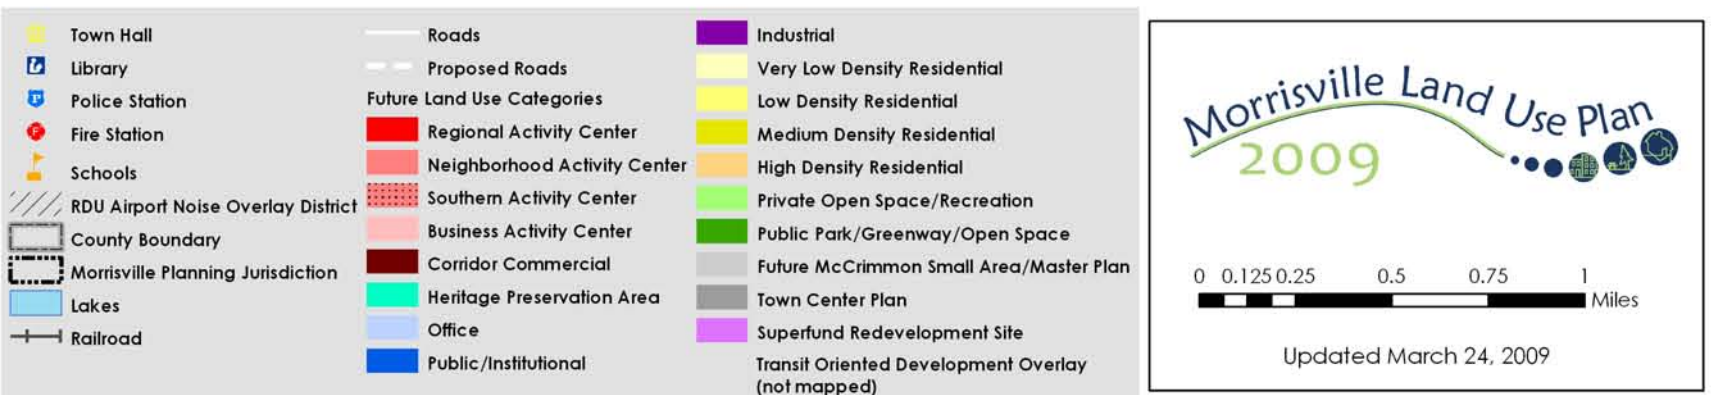 Town Hall
Library
Police Station
Fire Station
Schools
RDU Airport Noise Overlay District
County Boundary
Morrisville Planning Jurisdiction
Lakes
Railroad
Roads
Proposed Roads
Future Land Use Categories
Regional Activity Center
Neighborhood Activity Center
Southern Activity Center
Business Activity Center
Corridor Commercial
Heritage Preservation Area
Office
Public/Institutional
Industrial
Very Low Density Residential
Low Density Residential
Medium Density Residential
High Density Residential
Private Open Space/Recreation
Public Park/Greenway/Open Space
Future McCrimmon Small Area/Master Plan
Town Center Plan
Superfund Redevelopment Site
Transit Oriented Development Overlay
(not mapped)
Morrisville Land Use Plan
2009
0 0.125 0.25 0.5 0.75 1
Miles
Updated March 24, 2009
P
F